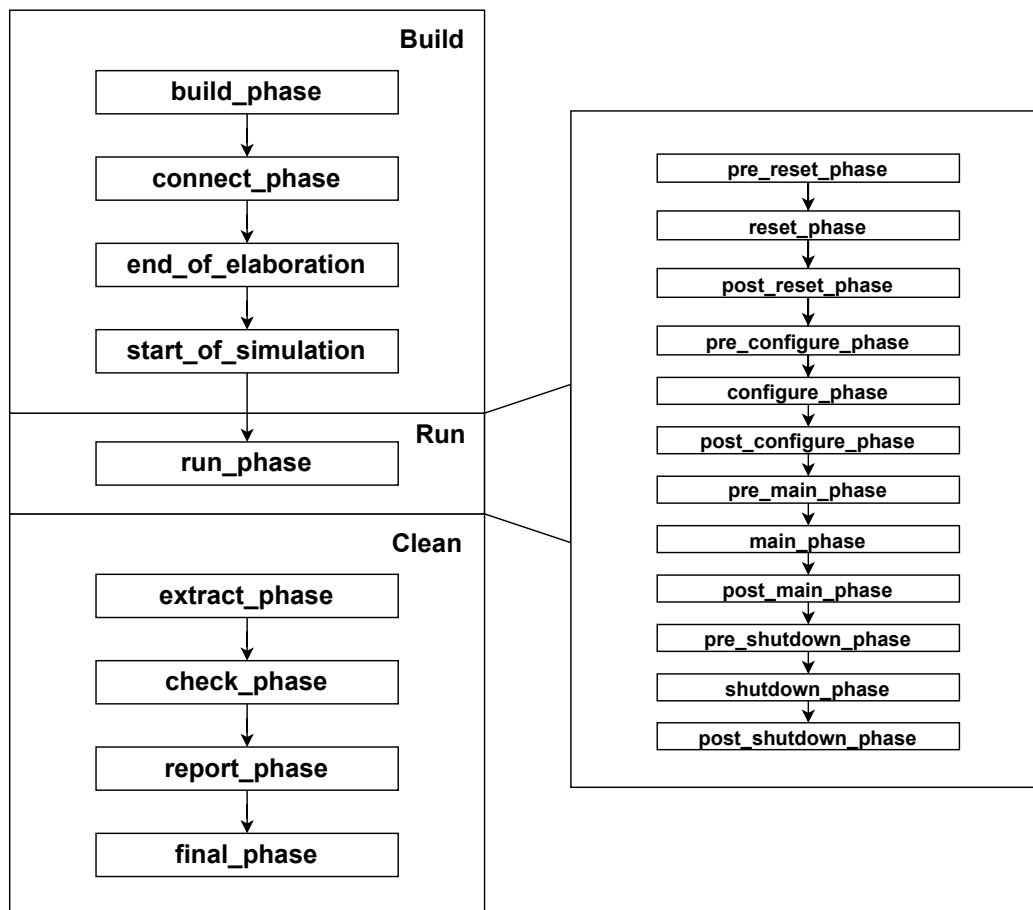 Build
build_phase
connect_phase
end_of_elaboration
start_of_simulation
Run
run_phase
Clean
extract_phase
check_phase
report_phase
final_phase
pre_reset_phase
reset_phase
post_reset_phase
pre_configure_phase
configure_phase
post_configure_phase
pre_main_phase
main_phase
post_main_phase
pre_shutdown_phase
shutdown_phase
post_shutdown_phase